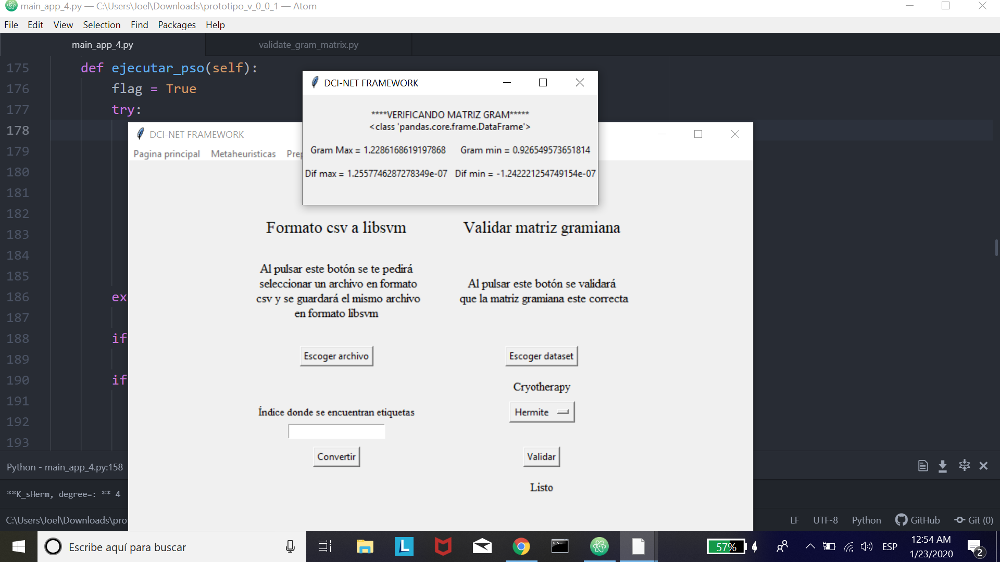 main_app_4.py — C:\Users\Joel\Downloads\prototipo_v_0_0_1 — Atom
File Edit View Selection Find Packages Help
main_app_4.py validate_gram_matrix.py
175 def ejecutar_pso(self):
176 flag = True
177 try:
178
179
180
181
182
183
184
185
186 ex
187
188 if
189
190 if
191
192
193
DCI-NET FRAMEWORK
****VERIFICANDO MATRIZ GRAM*****
<class 'pandas.core.frame.DataFrame'>
Gram Max = 1.2286168619197868 Gram min = 0.926549573651814
Dif max = 1.2557746287278349e-07 Dif min = -1.242221254749154e-07
DCI-NET FRAMEWORK
Pagina principal Metaheuristicas Prep
Formato csv a libsvm
Al pulsar este botón se te pedirá
seleccionar un archivo en formato
csv y se guardará el mismo archivo
en formato libsvm
Escoger archivo
Índice donde se encuentran etiquetas
Convertir
Validar matriz gramiana
Al pulsar este botón se validará
que la matriz gramiana este correcta
Escoger dataset
Cryotherapy
Hermite
Validar
Listo
Python - main_app_4.py:158
**K_sHerm, degree=: ** 4
C:\Users\Joel\Downloads\prot
LF UTF-8 Python GitHub Git (0)
Escribe aquí para buscar
L
57%
ESP
12:54 AM
1/23/2020
2